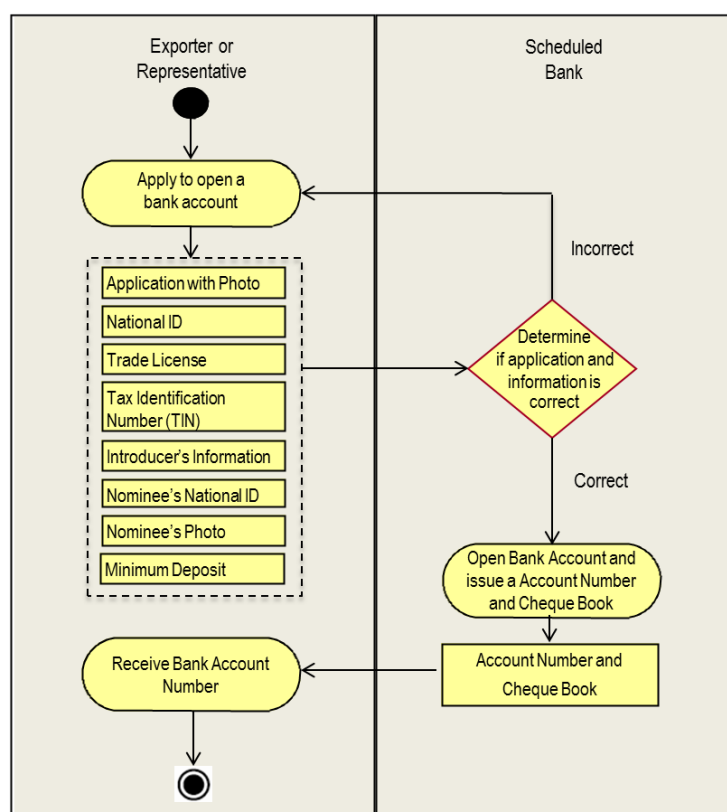 Exporter or
Representative
Scheduled
Bank
Apply to open a
bank account
Incorrect
Application with Photo
National ID
Trade License
Tax Identification
Number (TIN)
Introducer's Information
Nominee's National ID
Nominee's Photo
Minimum Deposit
Determine
if application and
information is
correct
Correct
Open Bank Account and
issue a Account Number
and Cheque Book
Account Number and
Cheque Book
Receive Bank Account
Number